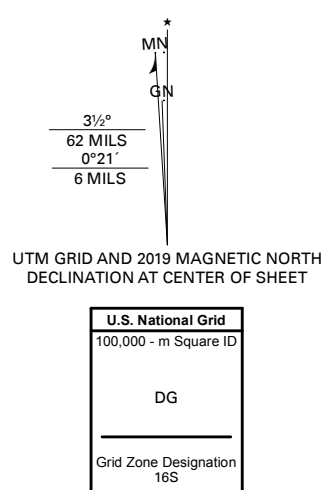 ★
MN
GN
3½°
62 MILS
0°21´
6 MILS
UTM GRID AND 2019 MAGNETIC NORTH
DECLINATION AT CENTER OF SHEET
U.S. National Grid
100,000 - m Square ID
DG
Grid Zone Designation
16S